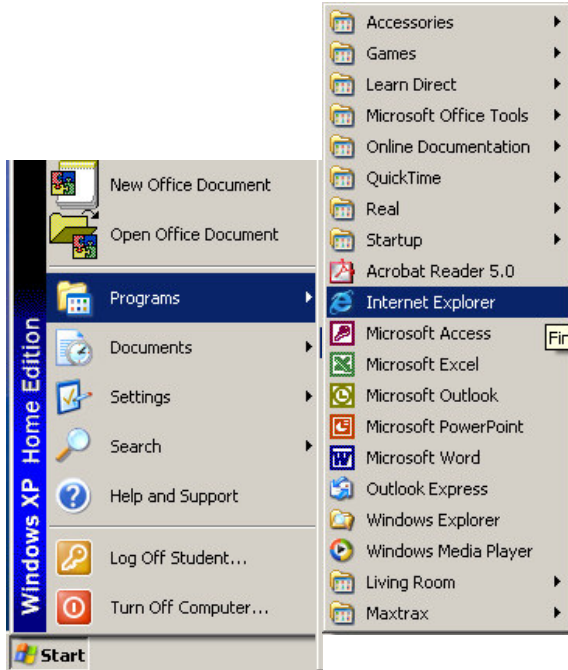 New Office Document
Open Office Document
Programs
Documents
Settings
Search
Help and Support
Log Off Student...
Turn Off Computer...
Windows XP Home Edition
Start
Accessories
Games
Learn Direct
Microsoft Office Tools
Online Documentation
QuickTime
Real
Startup
Acrobat Reader 5.0
Internet Explorer
Microsoft Access
Fin
Microsoft Excel
Microsoft Outlook
Microsoft PowerPoint
Microsoft Word
Outlook Express
Windows Explorer
Windows Media Player
Living Room
Maxtrax